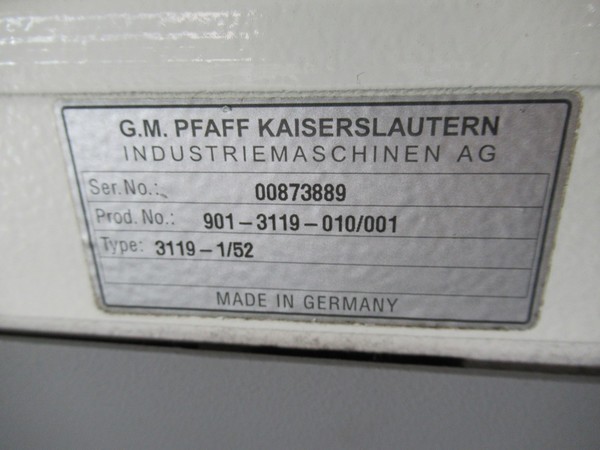 G.M. PFAFF KAISERSLAUTERN
INDUSTRIEMASCHINEN AG
Ser.No.: 00873889
Prod. No.: 901-3119-010/001
Type: 3119-1/52
MADE IN GERMANY